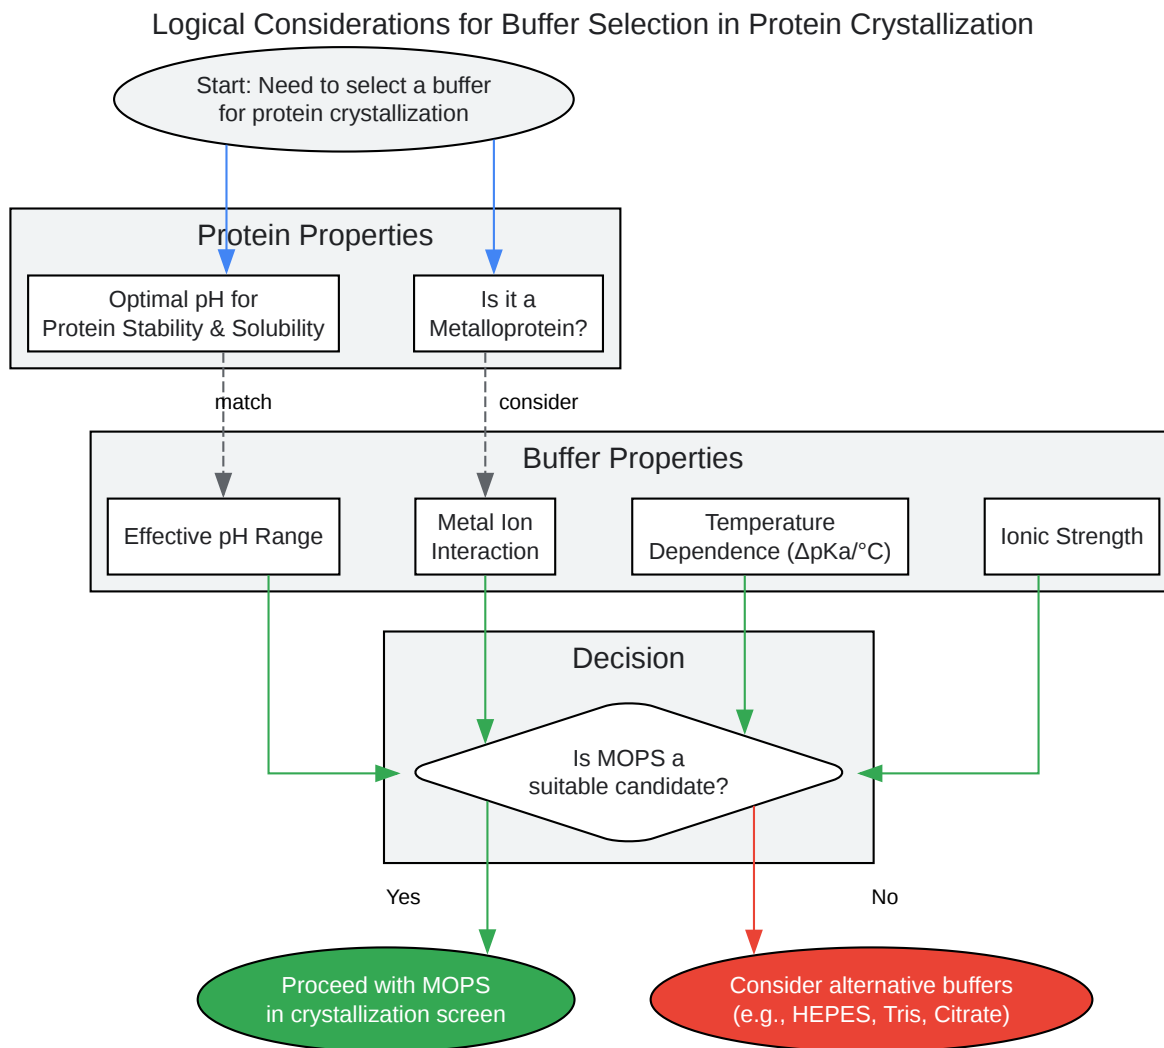 Logical Considerations for Buffer Selection in Protein Crystallization
Start: Need to select a buffer
for protein crystallization
Protein Properties
Optimal pH for
Protein Stability & Solubility
Is it a
Metalloprotein?
match
consider
Buffer Properties
Effective pH Range
Metal Ion
Interaction
Temperature
Dependence (ΔpKa/°C)
Ionic Strength
Decision
Is MOPS a
suitable candidate?
Yes
No
Proceed with MOPS
in crystallization screen
Consider alternative buffers
(e.g., HEPES, Tris, Citrate)